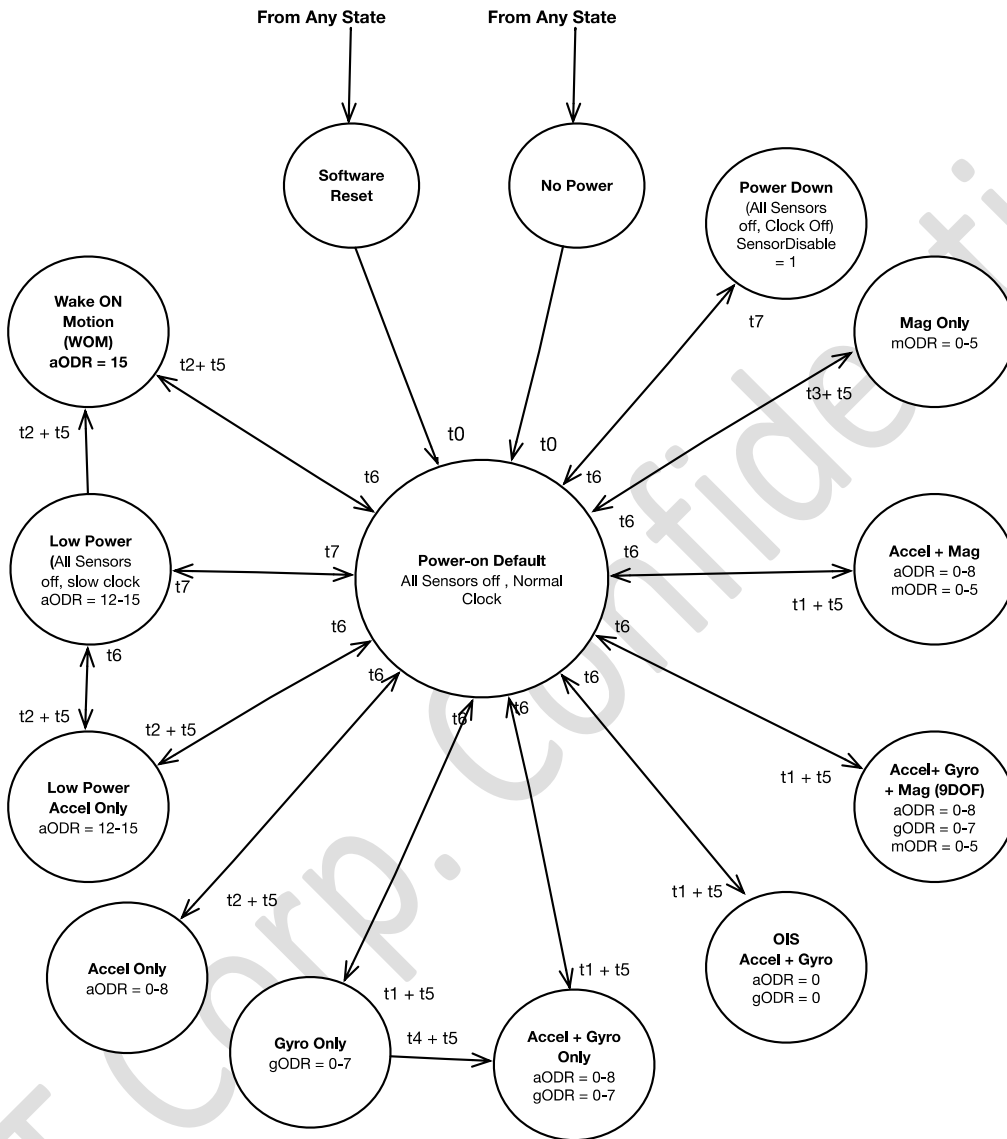 From Any State
From Any State
Software
Reset
No Power
Power Down
(All Sensors
off, Clock Off)
SensorDisable
= 1
Wake ON
Motion
(WOM)
aODR = 15
Mag Only
mODR = 0-5
t7
t2+ t5
t3+ t5
t2 + t5
t0
t0
t6
t6
t6
Low Power
(All Sensors
off, slow clock
aODR = 12-15
t7
t7
Power-on Default
All Sensors off , Normal
Clock
t6
Accel + Mag
aODR = 0-8
mODR = 0-5
t1 + t5
t6
t6
t6
t6
t6
t6
t6
t2 + t5
t2 + t5
Low Power
Accel Only
aODR = 12-15
t1 + t5
Accel+ Gyro
+ Mag (9DOF)
aODR = 0-8
gODR = 0-7
mODR = 0-5
t2 + t5
t1 + t5
Accel Only
aODR = 0-8
OIS
Accel + Gyro
aODR = 0
gODR = 0
t1 + t5
t1 + t5
Gyro Only
gODR = 0-7
t4 + t5
Accel + Gyro
Only
aODR = 0-8
gODR = 0-7
Corp. Confidenti